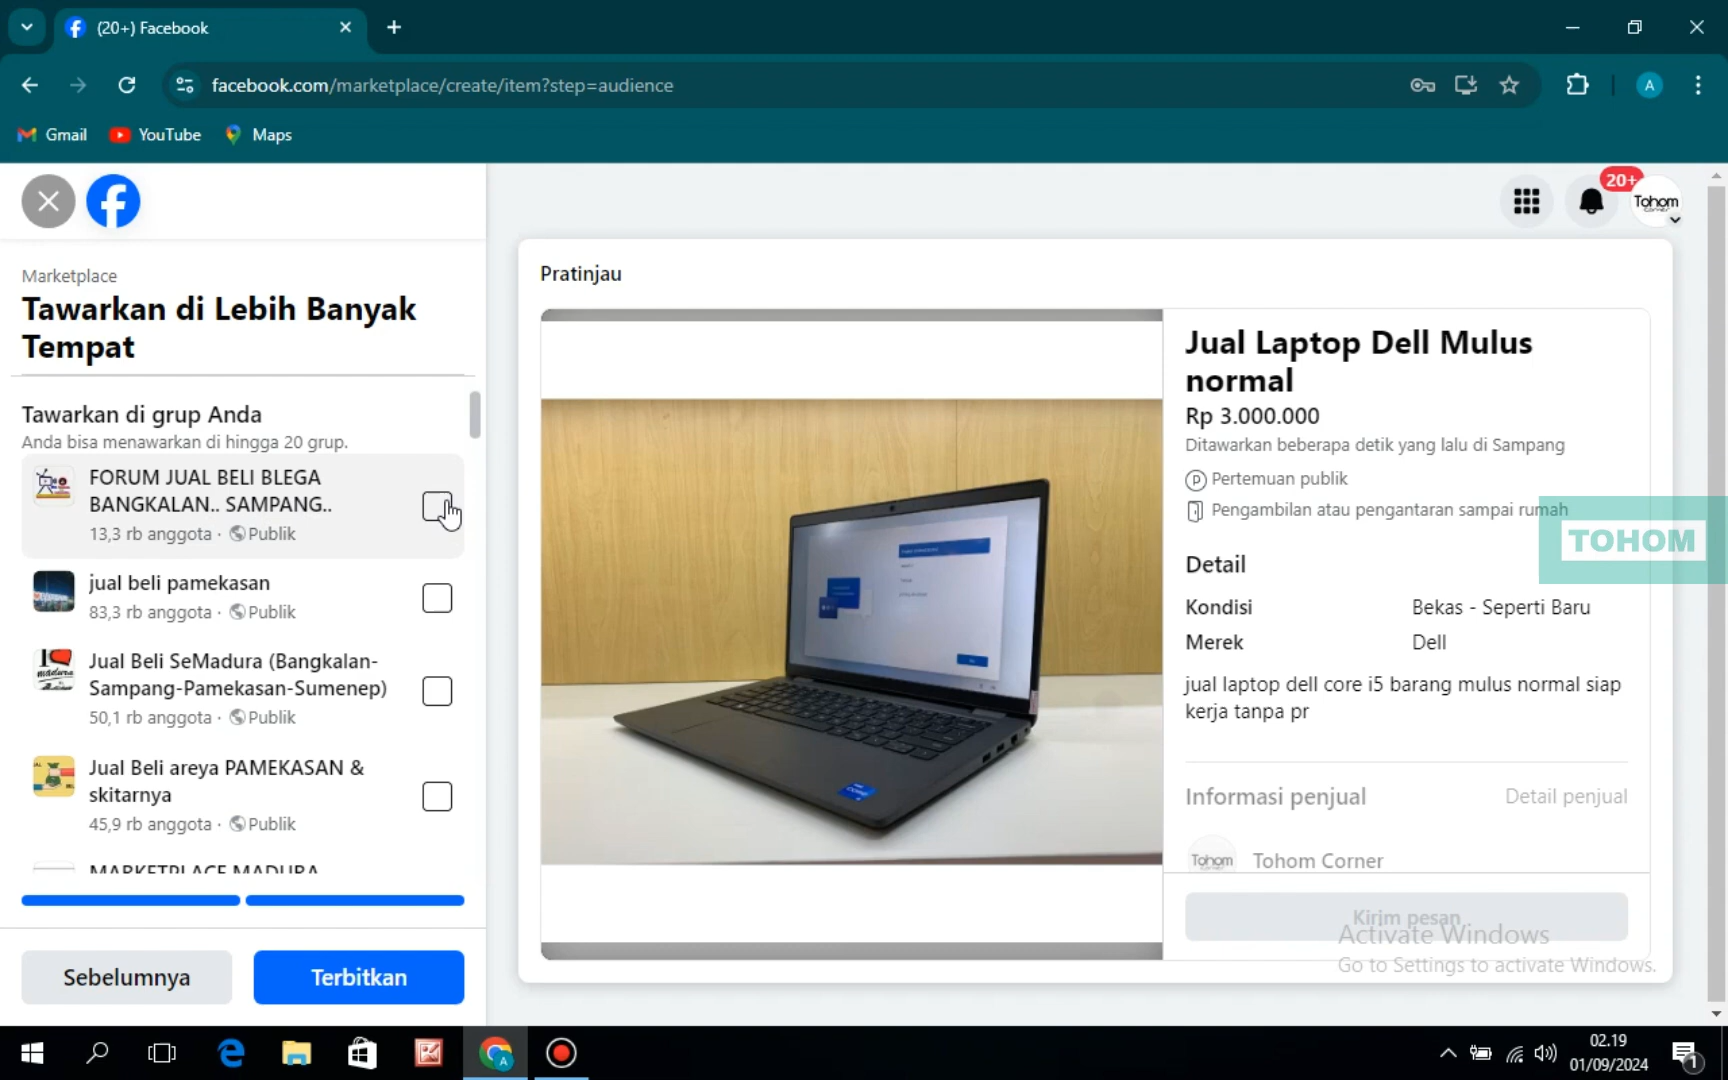 (20+) Facebook
facebook.com/marketplace/create/item?step=audience
A
Gmail
YouTube
Maps
20+
Tohom
Corner
Marketplace
Tawarkan di Lebih Banyak
Tempat
Tawarkan di grup Anda
Anda bisa menawarkan di hingga 20 grup.
FORUM JUAL BELI BLEGA
BANGKALAN.. SAMPANG..
13,3 rb anggota · Publik
jual beli pamekasan
83,3 rb anggota · Publik
Jual Beli SeMadura (Bangkalan-
Sampang-Pamekasan-Sumenep)
50,1 rb anggota · Publik
Jual Beli areya PAMEKASAN &
skitarnya
45,9 rb anggota · Publik
MARKETPLACE MADURA
Sebelumnya
Terbitkan
Pratinjau
Jual Laptop Dell Mulus
normal
Rp 3.000.000
Ditawarkan beberapa detik yang lalu di Sampang
Pertemuan publik
Pengambilan atau pengantaran sampai rumah
TOHOM
Detail
Kondisi Bekas - Seperti Baru
Merek Dell
jual laptop dell core i5 barang mulus normal siap
kerja tanpa pr
Informasi penjual Detail penjual
Tohom
Tohom Corner
Kirim pesan
Activate Windows
Go to Settings to activate Windows.
02.19
01/09/2024
1